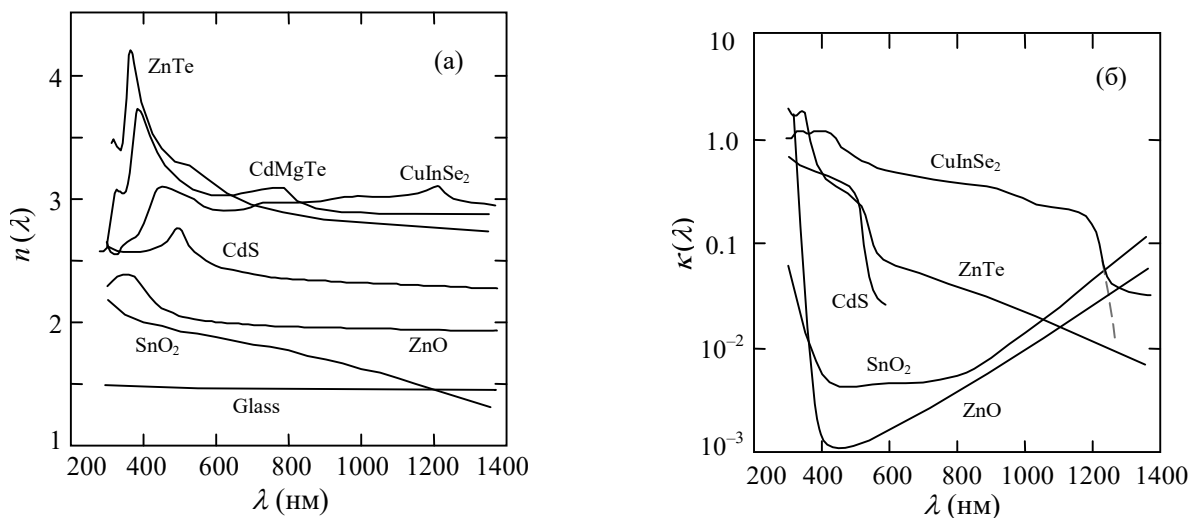 (а)
4
3
2
1
n (λ)
ZnTe
CdMgTe
CuInSe₂
CdS
SnO₂
ZnO
Glass
200 400 600 800 1000 1200 1400
λ (нм)
(б)
10
1.0
0.1
10⁻²
10⁻³
κ(λ)
CuInSe₂
ZnTe
CdS
SnO₂
ZnO
200 400 600 800 1000 1200 1400
λ (нм)